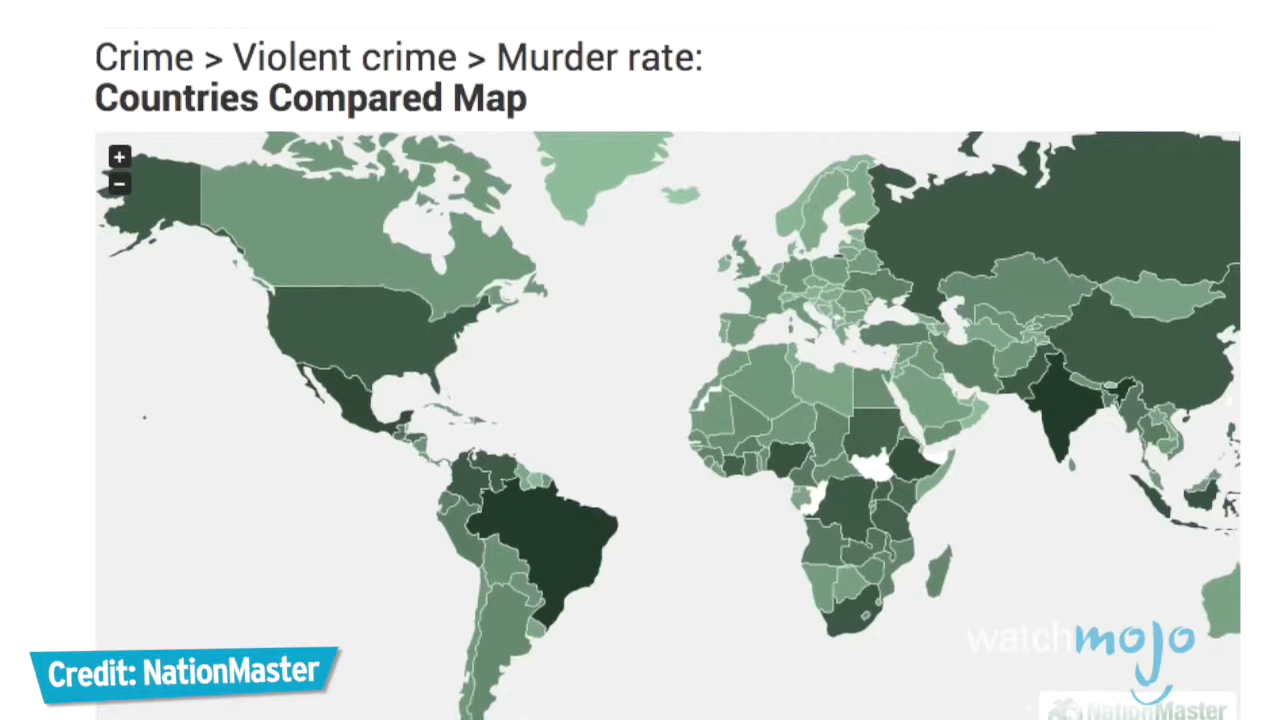 Crime > Violent crime > Murder rate:
Countries Compared Map
+
−
watchmojo
Credit: NationMaster
NationMaster